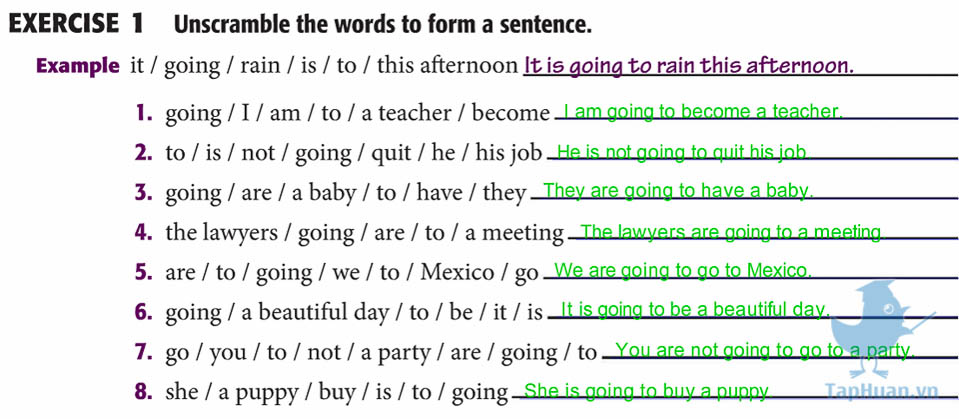 EXERCISE 1 Unscramble the words to form a sentence.
Example it / going / rain / is / to / this afternoon It is going to rain this afternoon.
1. going / I / am / to / a teacher / become I am going to become a teacher.
2. to / is / not / going / quit / he / his job He is not going to quit his job
3. going / are / a baby / to / have / they They are going to have a baby.
4. the lawyers / going / are / to / a meeting The lawyers are going to a meeting.
5. are / to / going / we / to / Mexico / go We are going to go to Mexico.
6. going / a beautiful day / to / be / it / is It is going to be a beautiful day.
7. go / you / to / not / a party / are / going / to You are not going to go to a party.
8. she / a puppy / buy / is / to / going She is going to buy a puppy
TapHuan.vn